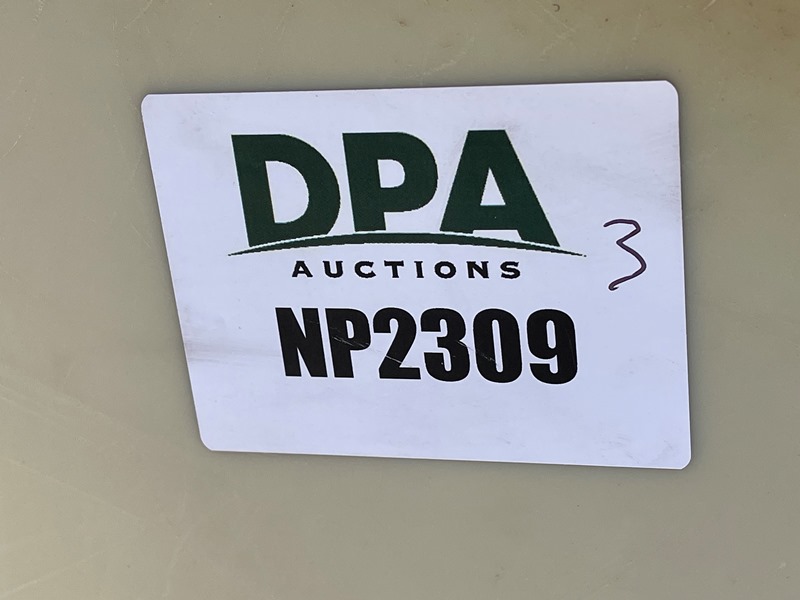 DPA
3
AUCTIONS
NP2309